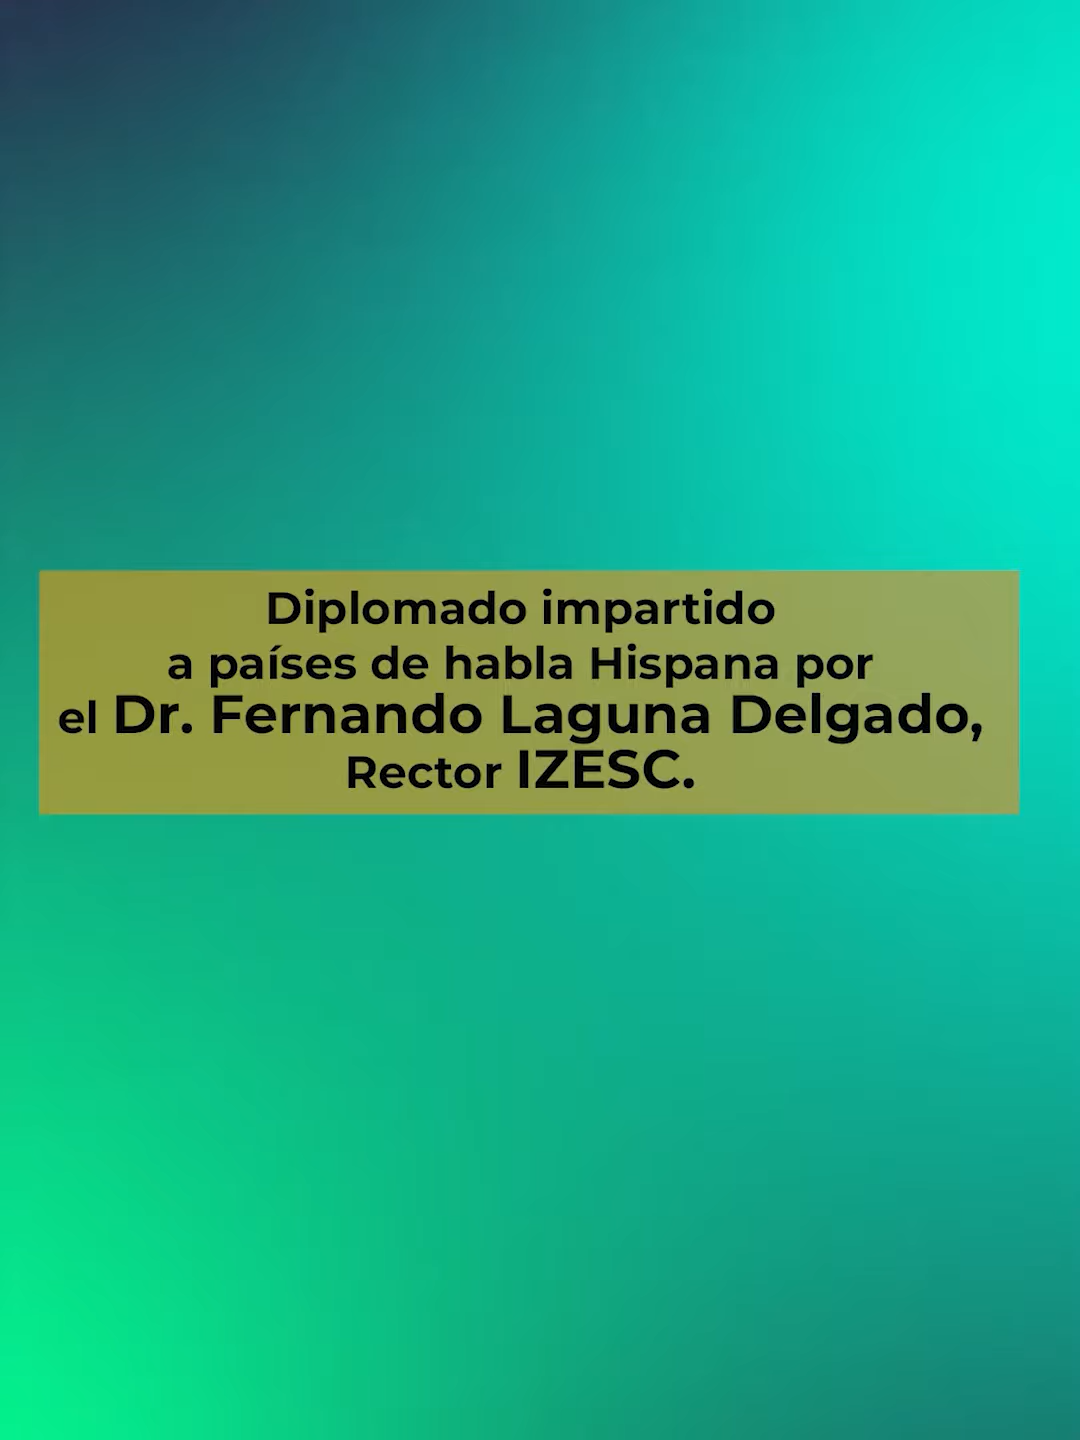 Diplomado impartido
a países de habla Hispana por
el Dr. Fernando Laguna Delgado,
Rector IZESC.